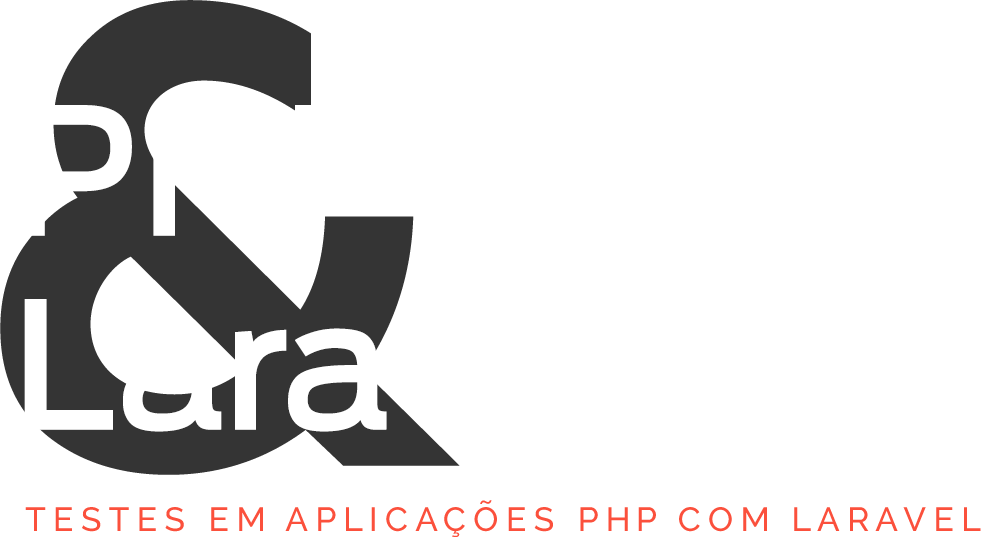 &
Lara
TESTES EM APLICAÇÕES PHP COM LARAVEL